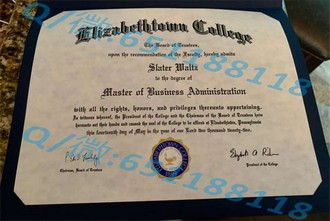 Elizabethtown College
The Board of Trustees,
upon the recommendation of the Faculty, hereby admits
Slater Waltz
to the degree of
Master of Business Administration
with all the rights, honors, and privileges thereunto appertaining.
In witness whereof, the President of the College and the Chairman of the Board of Trustees have
hereunto set their hands and caused the seal of the College to be affixed at Elizabethtown, Pennsylvania
this fourteenth day of May in the year of our Lord two thousand twenty-two.
Chairman, Board of Trustees
President of the College